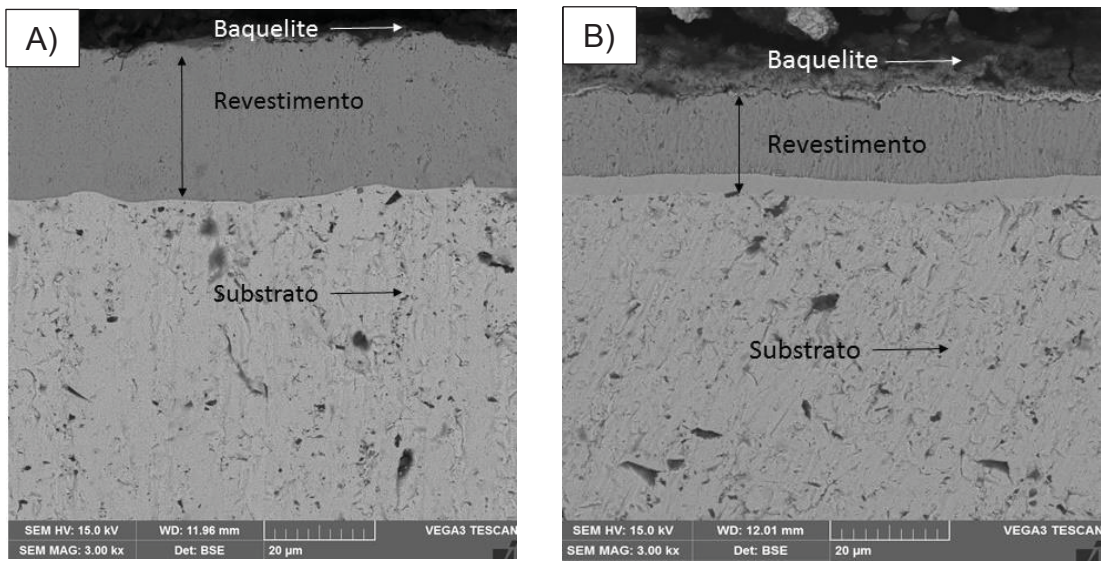 A)
Baquelite
Revestimento
Substrato
SEM HV: 15.0 kV
WD: 11.96 mm
VEGA3 TESCAN
SEM MAG: 3.00 kx
Det: BSE
20 µm
B)
Baquelite
Revestimento
Substrato
SEM HV: 15.0 kV
WD: 12.01 mm
VEGA3 TESCAN
SEM MAG: 3.00 kx
Det: BSE
20 µm